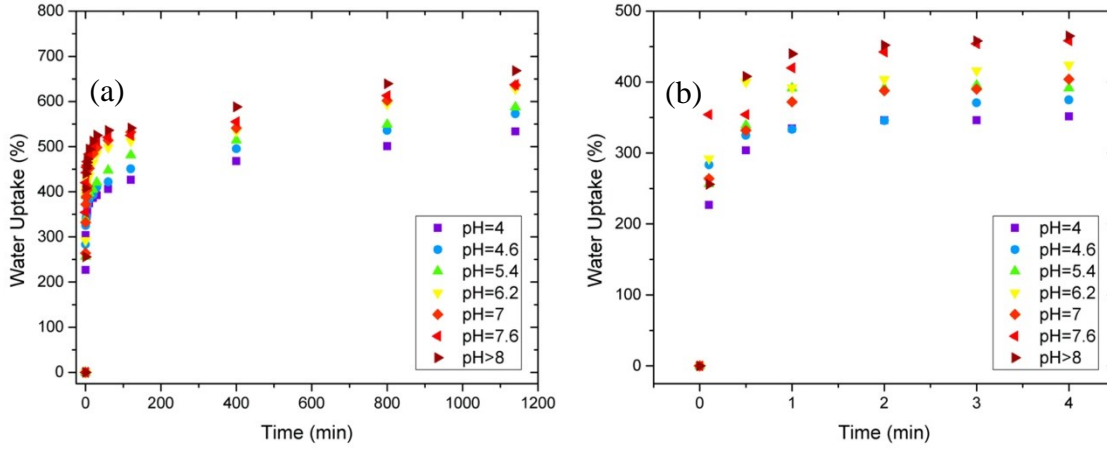 (a)
Water Uptake (%)
800
700
600
500
400
300
200
100
0
0 200 400 600 800 1000 1200
Time (min)
pH=4
pH=4.6
pH=5.4
pH=6.2
pH=7
pH=7.6
pH>8
(b)
Water Uptake (%)
500
400
300
200
100
0
0 1 2 3 4
Time (min)
pH=4
pH=4.6
pH=5.4
pH=6.2
pH=7
pH=7.6
pH>8